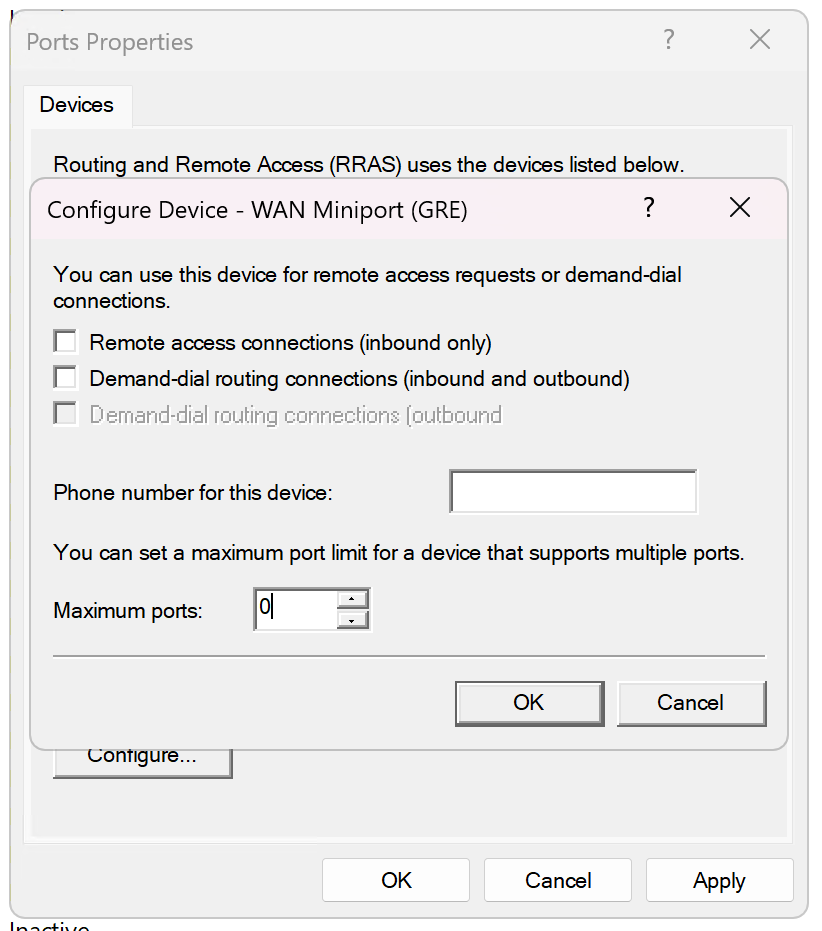 Ports Properties
?
Devices
Routing and Remote Access (RRAS) uses the devices listed below.
Configure Device - WAN Miniport (GRE)
?
You can use this device for remote access requests or demand-dial
connections.
Remote access connections (inbound only)
Demand-dial routing connections (inbound and outbound)
Demand-dial routing connections (outbound
Phone number for this device:
You can set a maximum port limit for a device that supports multiple ports.
Maximum ports:
0
OK
Cancel
Configure...
OK
Cancel
Apply
Inactive